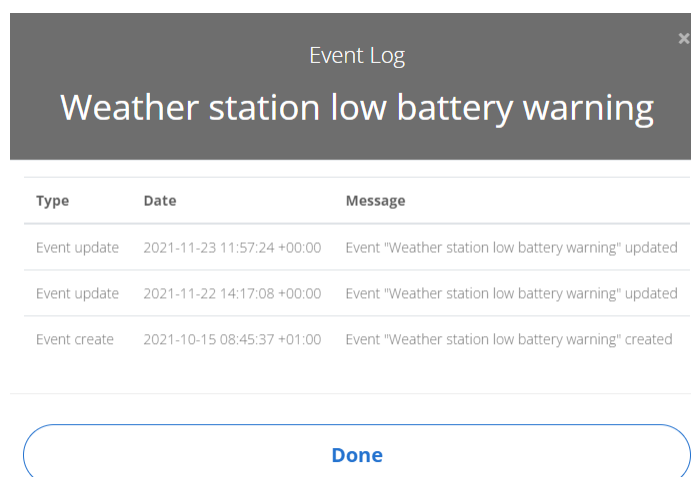 ×
Event Log
Weather station low battery warning
Type Date Message
Event update 2021-11-23 11:57:24 +00:00 Event "Weather station low battery warning" updated
Event update 2021-11-22 14:17:08 +00:00 Event "Weather station low battery warning" updated
Event create 2021-10-15 08:45:37 +01:00 Event "Weather station low battery warning" created
Done